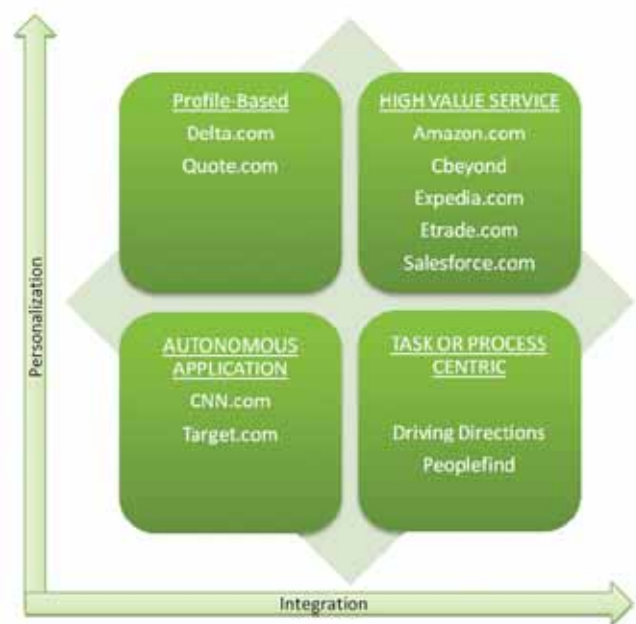 Personalization
Profile-Based
Delta.com
Quote.com
HIGH VALUE SERVICE
Amazon.com
Cbeyond
Expedia.com
Etrade.com
Salesforce.com
AUTONOMOUS
APPLICATION
CNN.com
Target.com
TASK OR PROCESS
CENTRIC
Driving Directions
Peoplefind
Integration